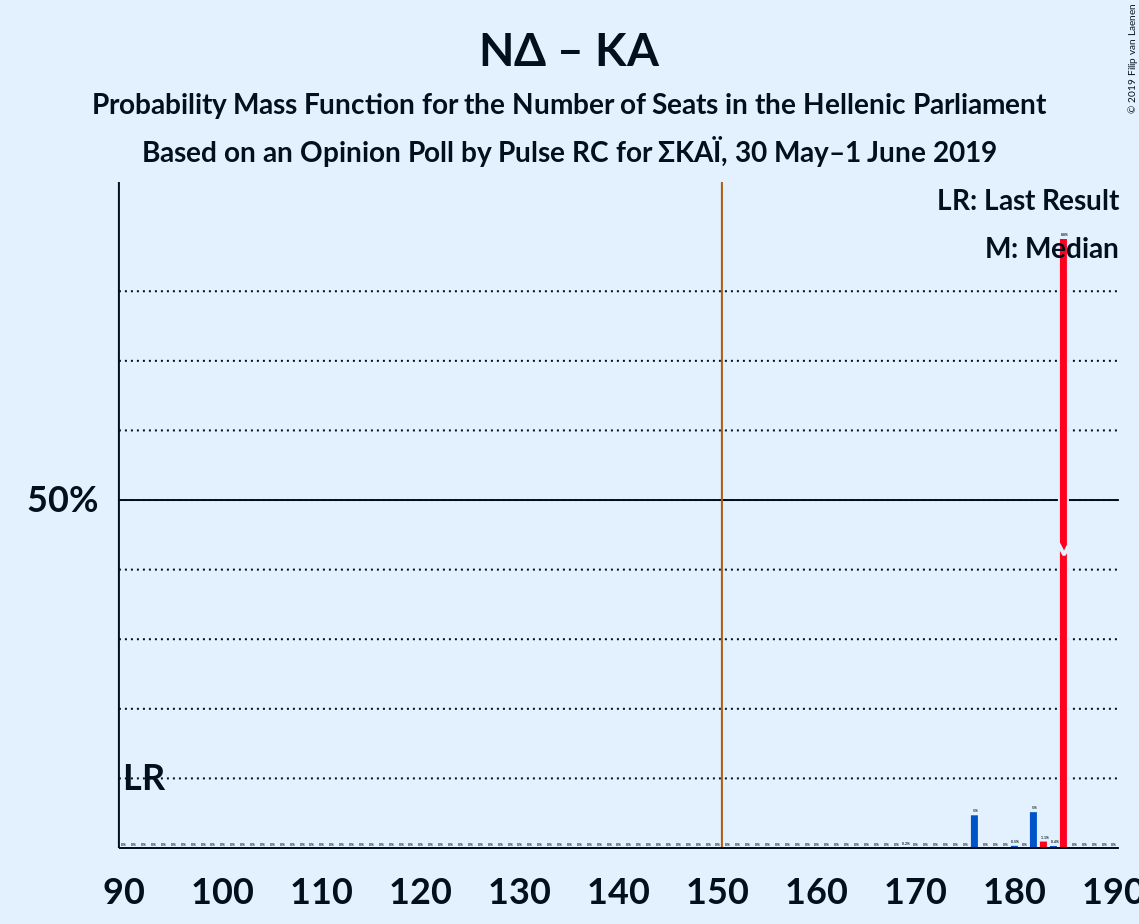 ΝΔ – ΚΑ
Probability Mass Function for the Number of Seats in the Hellenic Parliament
Based on an Opinion Poll by Pulse RC for ΣΚΑΪ, 30 May–1 June 2019
© 2019 Filip van Laenen
LR: Last Result
M: Median
50%
LR
M
90 100 110 120 130 140 150 160 170 180 190